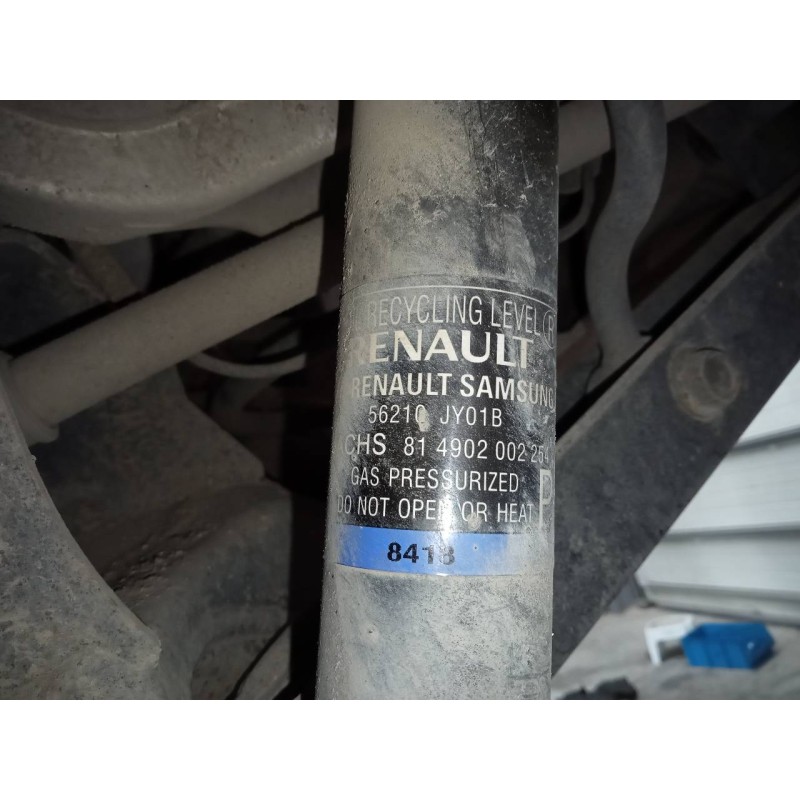 RECYCLING LEVEL (R
RENAULT
RENAULT SAMSUNG
56210 JY01B
CHS 81 4902 002 254
GAS PRESSURIZED
DO NOT OPEN OR HEAT P
8418